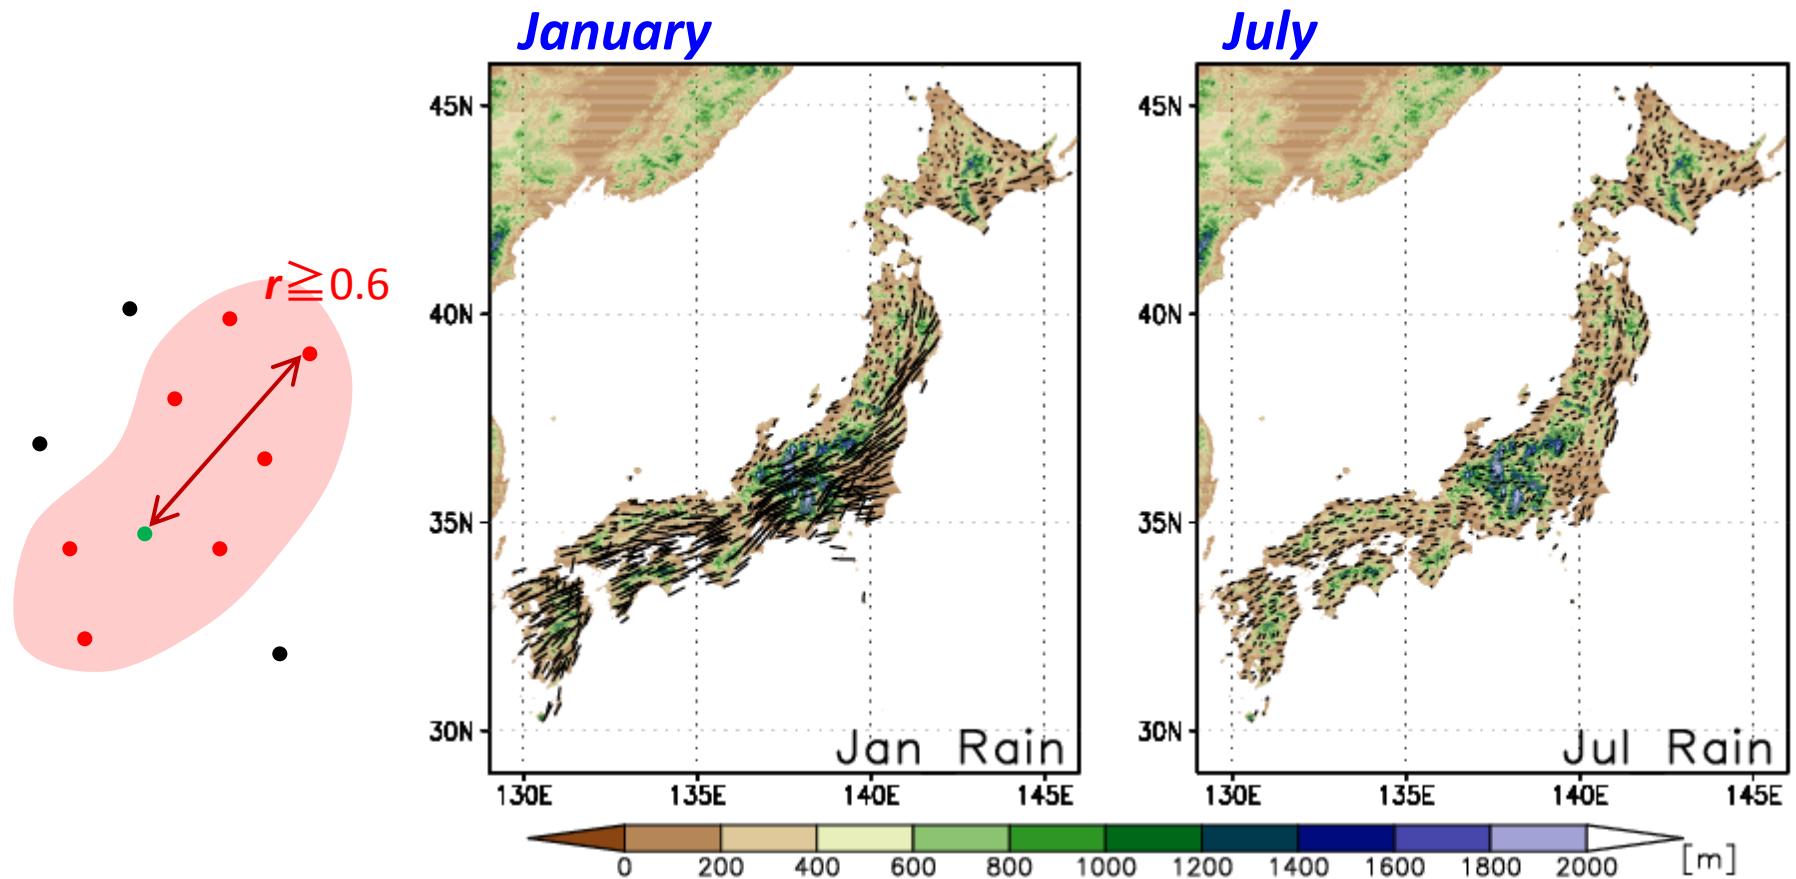 January
July
r≧0.6
45N
40N
35N
30N
130E 135E 140E 145E
Jan Rain
45N
40N
35N
30N
130E 135E 140E 145E
Jul Rain
0 200 400 600 800 1000 1200 1400 1600 1800 2000 [m]